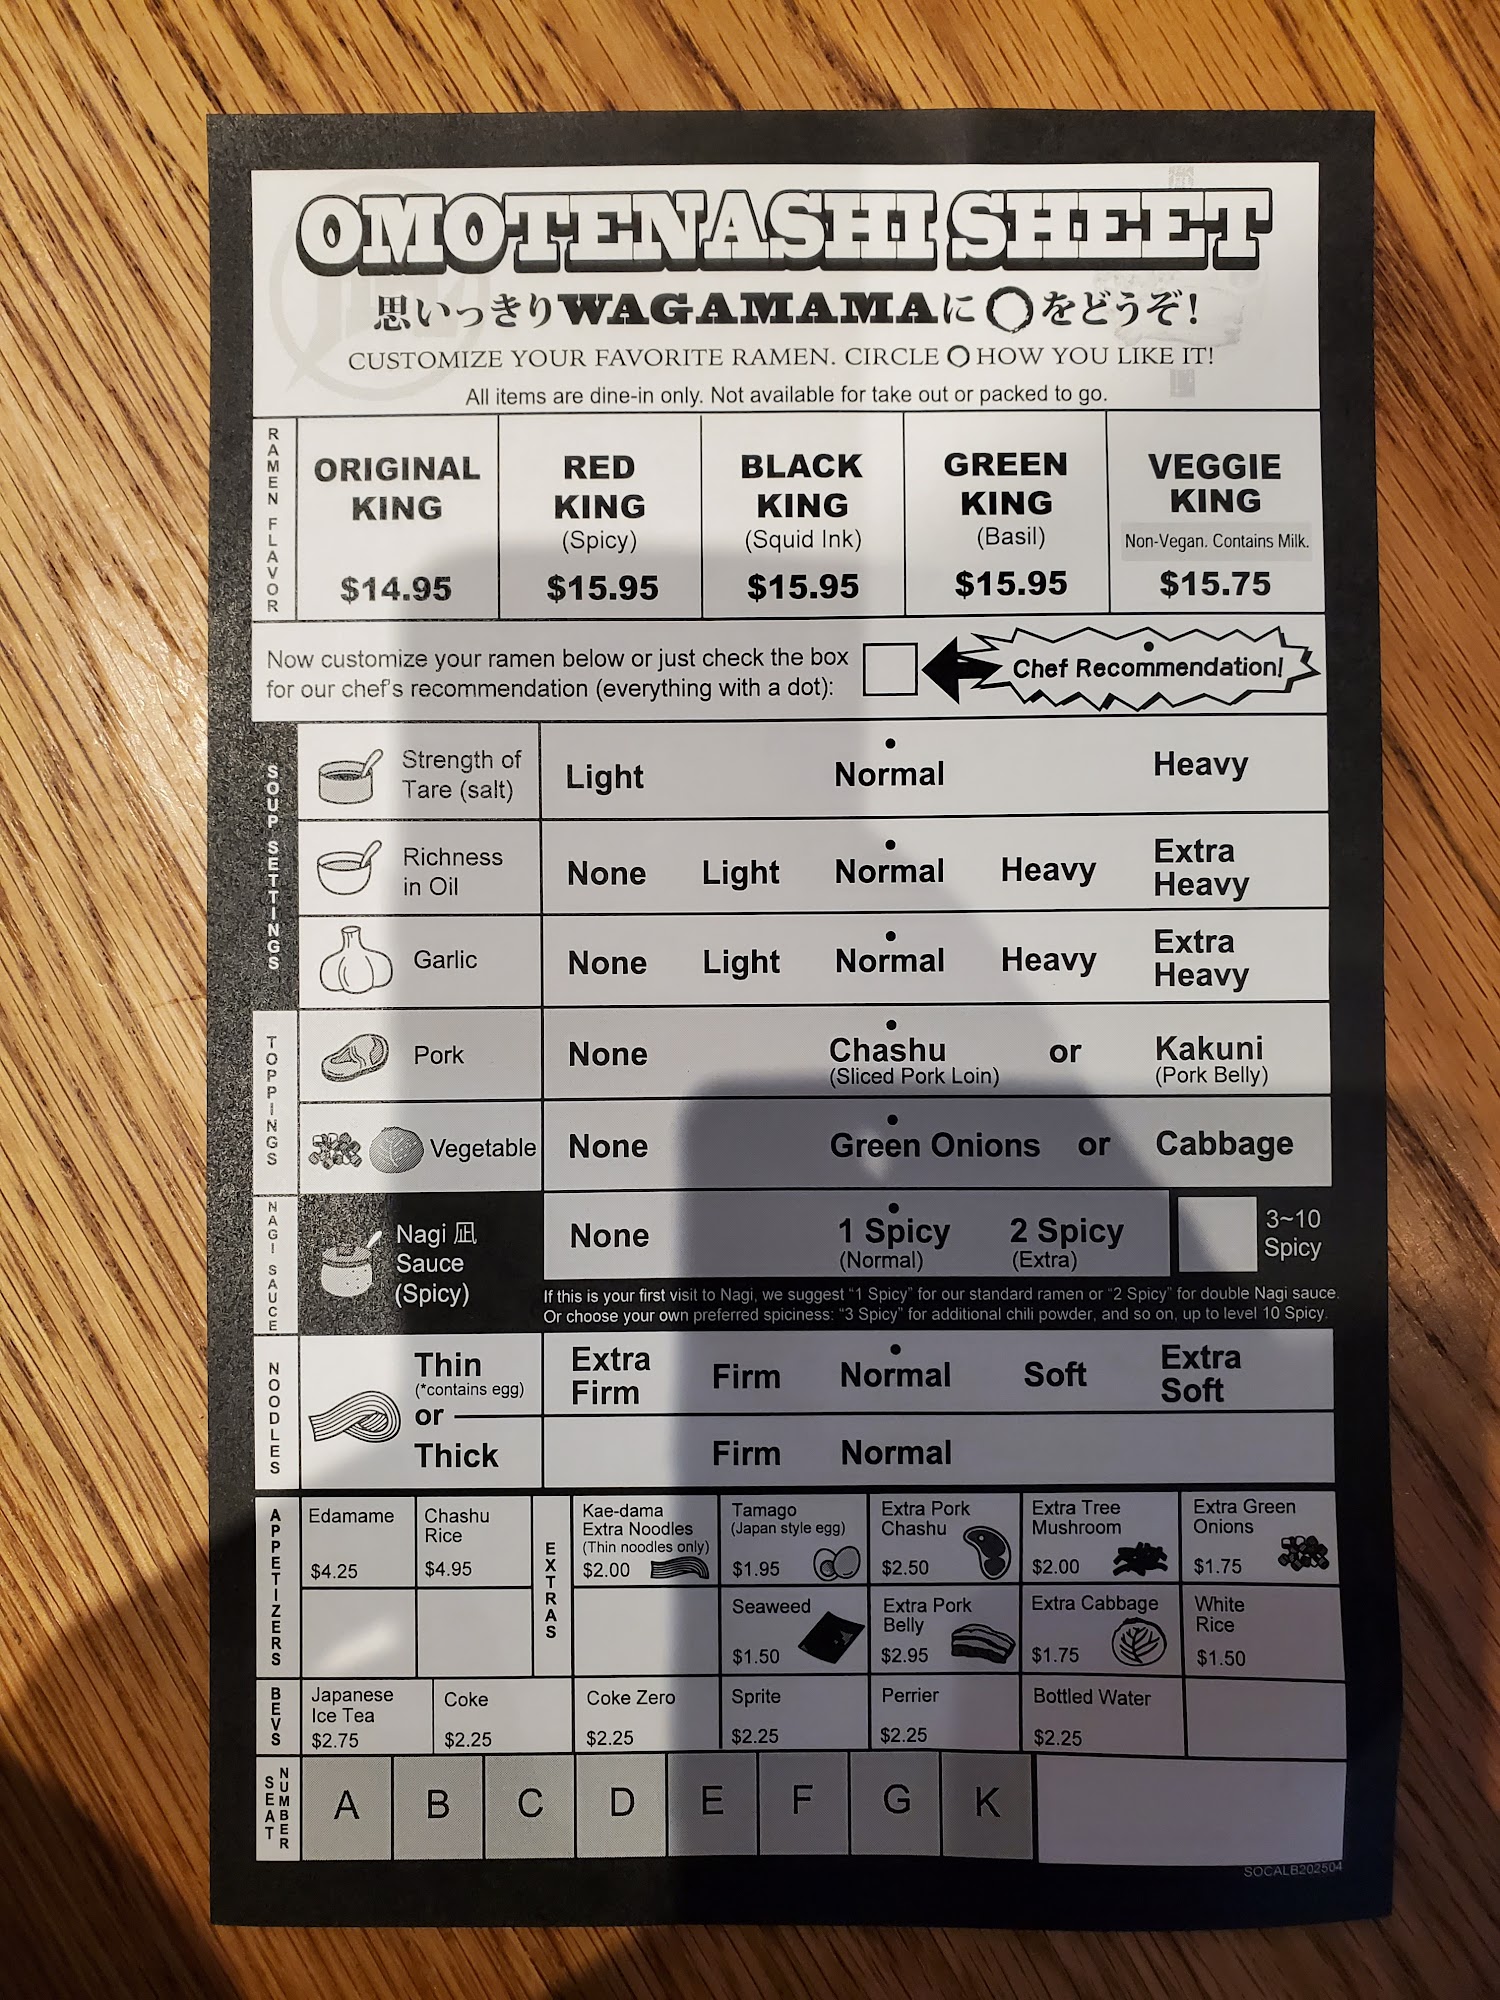 OMOTENASHI SHEET
思いっきりWAGAMAMAに〇をどうぞ!
CUSTOMIZE YOUR FAVORITE RAMEN. CIRCLE O HOW YOU LIKE IT!
All items are dine-in only. Not available for take out or packed to go.
RAMEN FLAVOR
ORIGINAL
KING
$14.95
RED
KING
(Spicy)
$15.95
BLACK
KING
(Squid Ink)
$15.95
GREEN
KING
(Basil)
$15.95
VEGGIE
KING
Non-Vegan. Contains Milk.
$15.75
Now customize your ramen below or just check the box
for our chef's recommendation (everything with a dot):
Chef Recommendation!
SOUP SETTINGS
Strength of
Tare (salt)
Light Normal Heavy
Richness
in Oil
None Light Normal Heavy Extra
Heavy
Garlic
None Light Normal Heavy Extra
Heavy
TOPPINGS
Pork
None Chashu or Kakuni
(Sliced Pork Loin) (Pork Belly)
Vegetable
None Green Onions or Cabbage
NAGI SAUCE
Nagi 凪
Sauce
(Spicy)
None 1 Spicy 2 Spicy
(Normal) (Extra)
3~10
Spicy
If this is your first visit to Nagi, we suggest "1 Spicy" for our standard ramen or "2 Spicy" for double Nagi sauce.
Or choose your own preferred spiciness: "3 Spicy" for additional chili powder, and so on, up to level 10 Spicy.
NOODLES
Thin
(*contains egg)
or
Thick
Extra
Firm
Firm Normal Soft Extra
Soft
Firm Normal
APPETIZERS
Edamame
$4.25
Chashu
Rice
$4.95
EXTRAS
Kae-dama
Extra Noodles
(Thin noodles only)
$2.00
Tamago
(Japan style egg)
$1.95
Extra Pork
Chashu
$2.50
Extra Tree
Mushroom
$2.00
Extra Green
Onions
$1.75
Seaweed
$1.50
Extra Pork
Belly
$2.95
Extra Cabbage
$1.75
White
Rice
$1.50
BEVS
Japanese
Ice Tea
$2.75
Coke
$2.25
Coke Zero
$2.25
Sprite
$2.25
Perrier
$2.25
Bottled Water
$2.25
SEAT NUMBER
A B C D E F G K
SOCALB202504